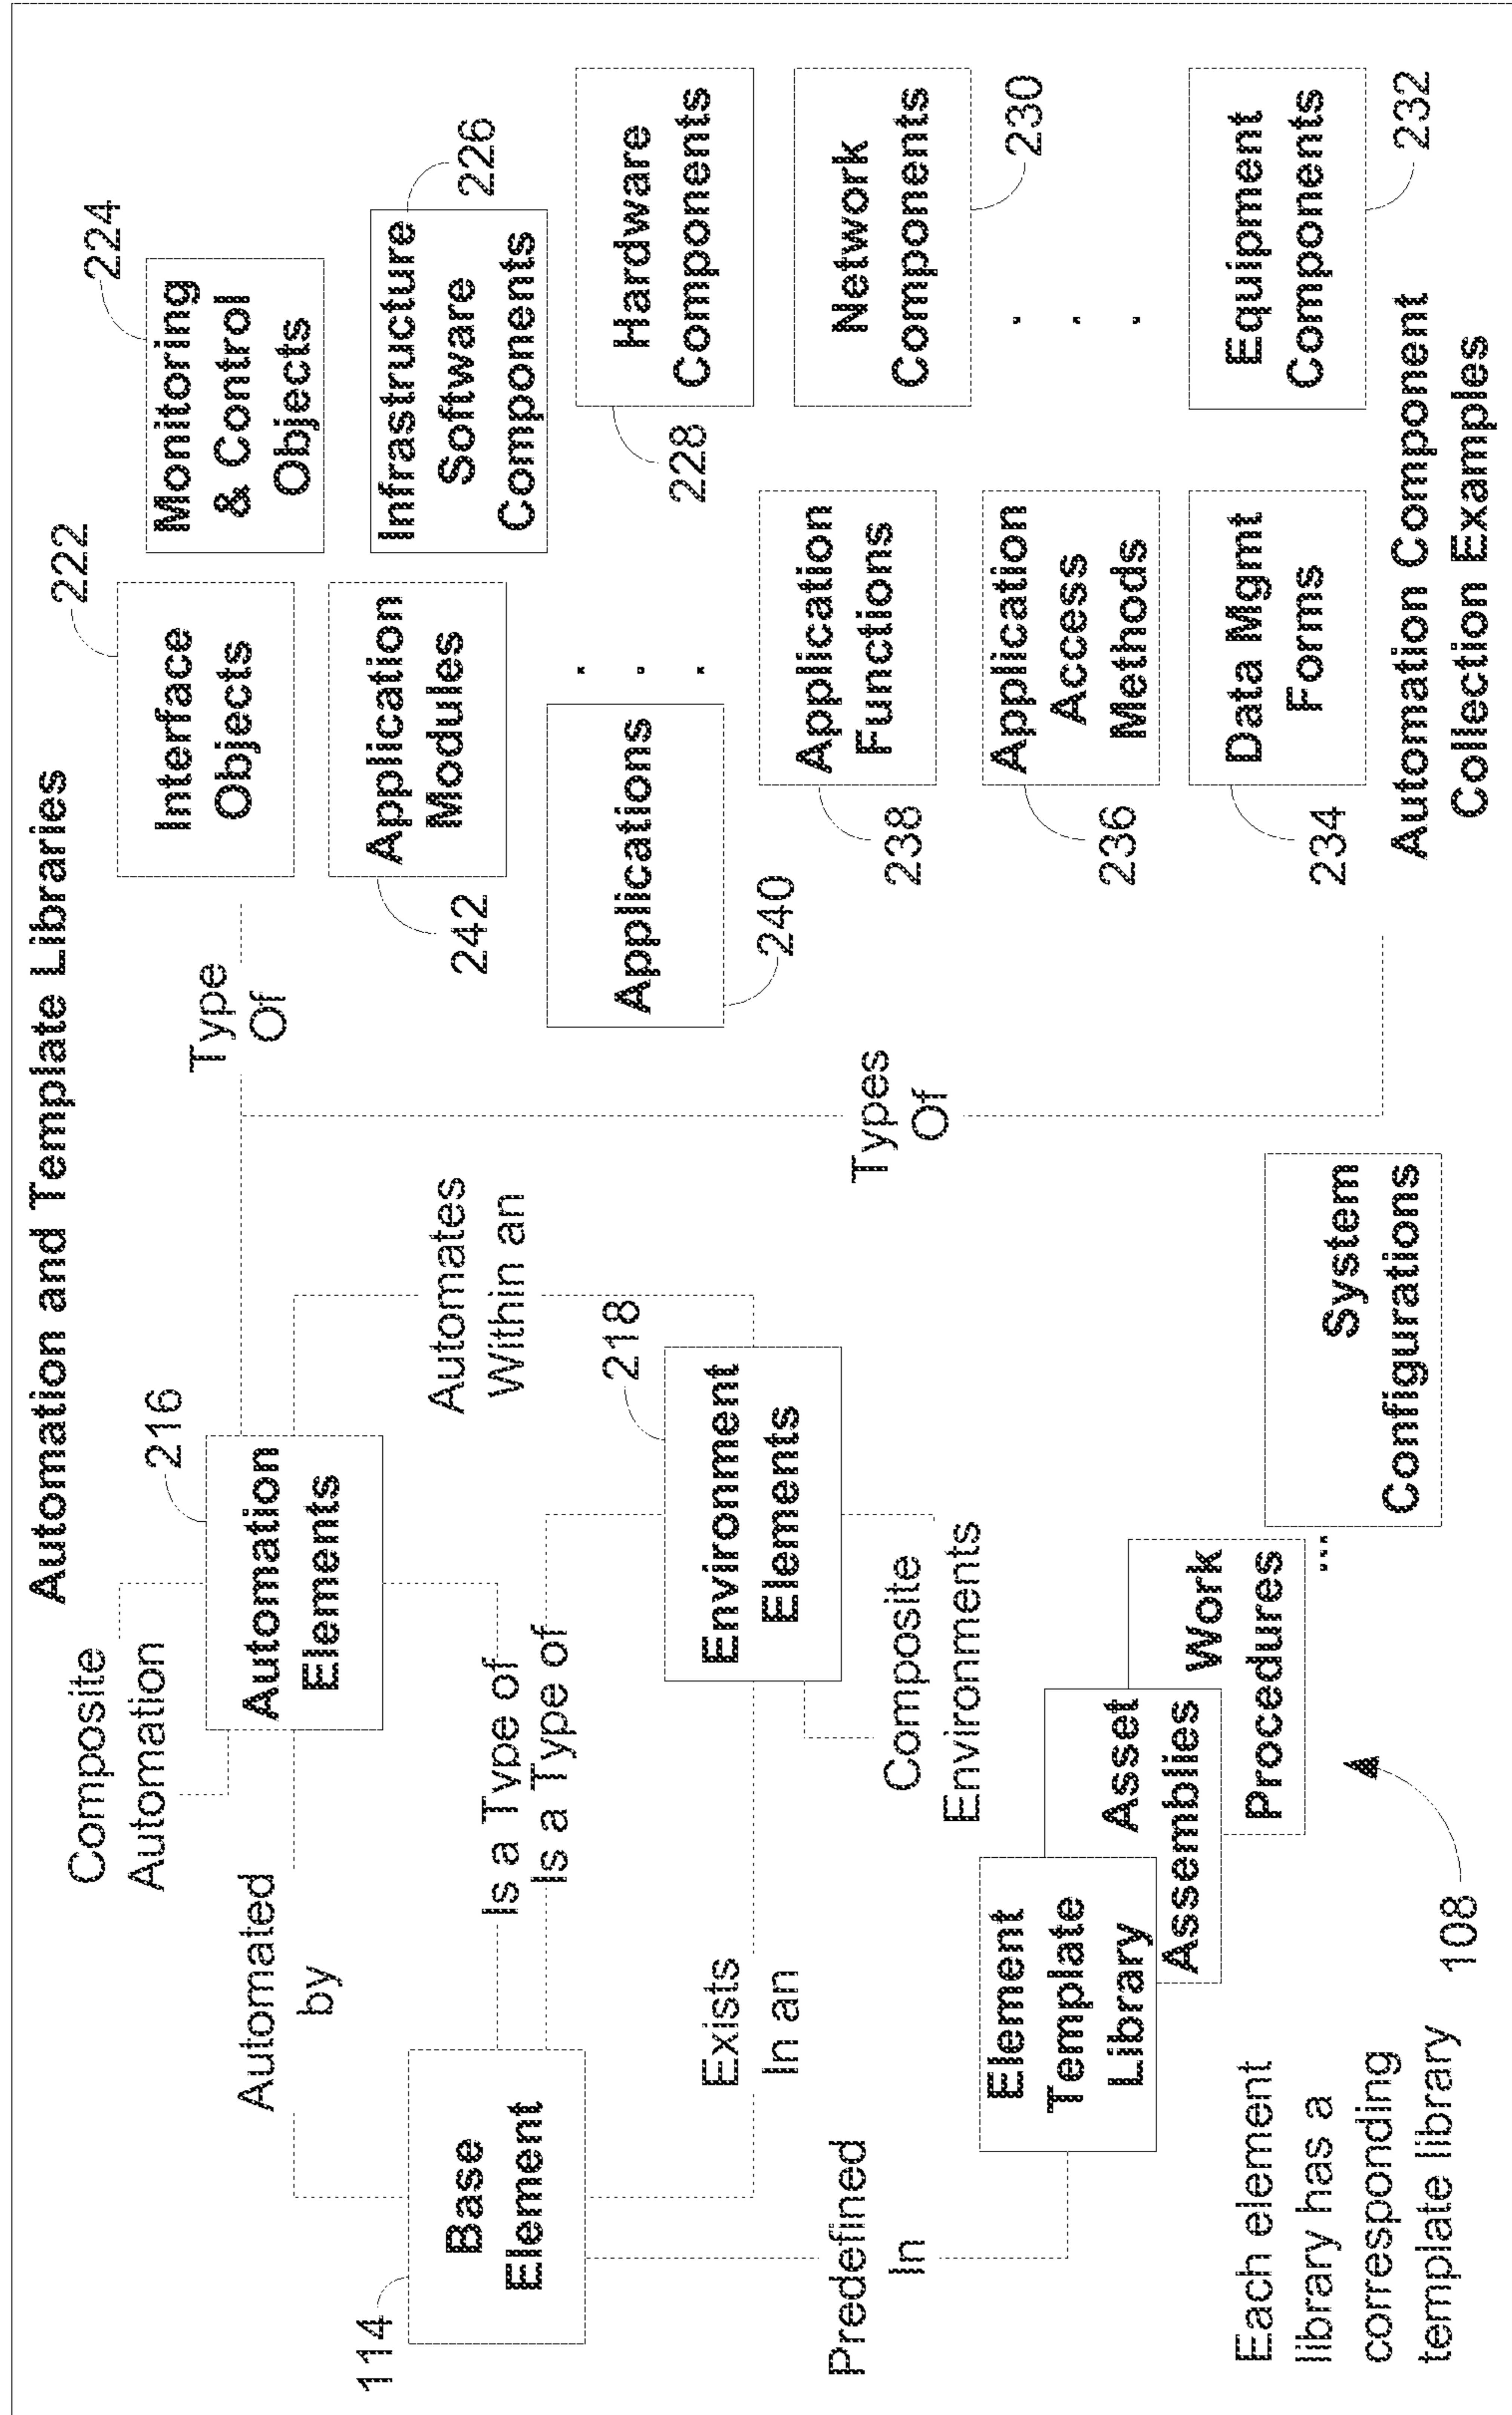 Automation and Template Libraries
Composite
Automation
216
Automation
Elements
Automated
by
Type
Of
222
Interface
Objects
224
Monitoring
& Control
Objects
114
Base
Element
Is a Type of
Is a Type of
Automates
Within an
242
Application
Modules
226
Infrastructure
Software
Components
218
Environment
Elements
Exists
In an
Composite
Environments
Applications
240
228
Hardware
Components
Predefined
In
Types
Of
238
Application
Functions
Network
Components
230
.
.
.
.
.
.
Element
Template
Library
Asset
Assemblies
Work
Procedures
...
System
Configurations
108
236
Application
Access
Methods
234
Data Mgmt
Forms
Equipment
Components
232
Each element
library has a
corresponding
template library
Automation Component
Collection Examples